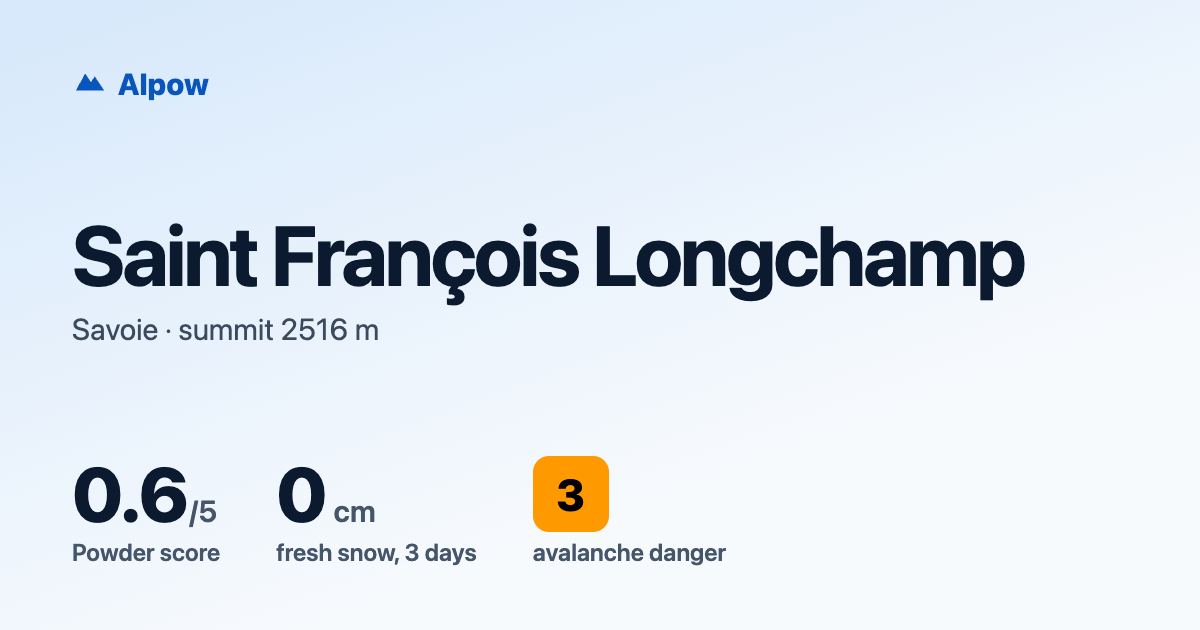 Alpow
Saint François Longchamp
Savoie · summit 2516 m
0.6/5
Powder score
0 cm
fresh snow, 3 days
3
avalanche danger